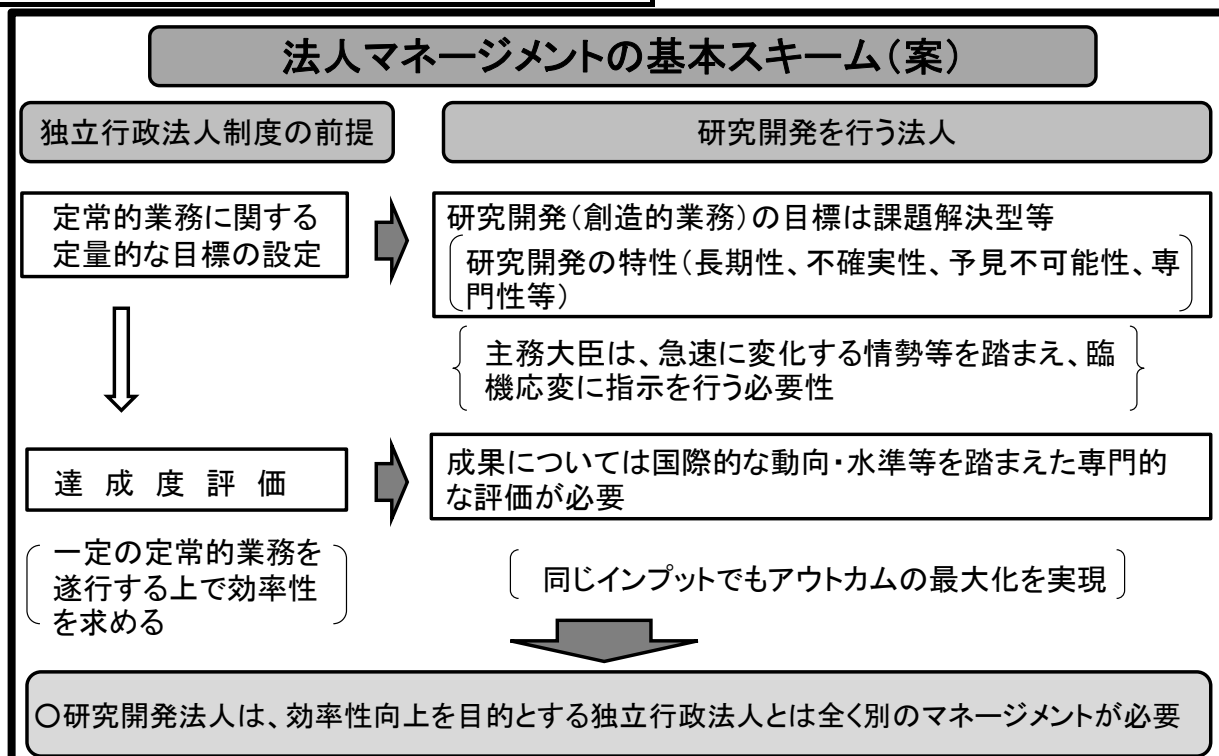 法人マネージメントの基本スキーム(案)
独立行政法人制度の前提
研究開発を行う法人
定常的業務に関する
定量的な目標の設定
研究開発(創造的業務)の目標は課題解決型等
研究開発の特性(長期性、不確実性、予見不可能性、専
門性等)
主務大臣は、急速に変化する情勢等を踏まえ、臨
機応変に指示を行う必要性
達 成 度 評 価
成果については国際的な動向・水準等を踏まえた専門的
な評価が必要
一定の定常的業務を
遂行する上で効率性
を求める
同じインプットでもアウトカムの最大化を実現
○研究開発法人は、効率性向上を目的とする独立行政法人とは全く別のマネージメントが必要